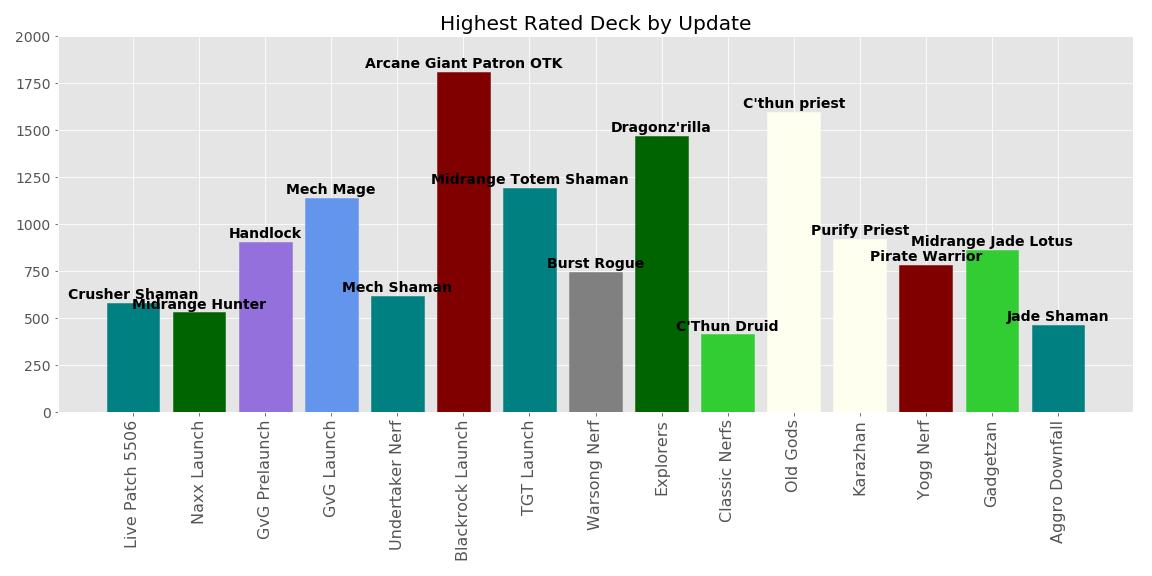 Highest Rated Deck by Update
2000
1750
1500
1250
1000
750
500
250
0
Crusher Shaman
Midrange Hunter
Handlock
Mech Mage
Mech Shaman
Arcane Giant Patron OTK
Midrange Totem Shaman
Burst Rogue
Dragonz'rilla
C'Thun Druid
C'thun priest
Purify Priest
Pirate Warrior
Midrange Jade Lotus
Jade Shaman
Live Patch 5506
Naxx Launch
GvG Prelaunch
GvG Launch
Undertaker Nerf
Blackrock Launch
TGT Launch
Warsong Nerf
Explorers
Classic Nerfs
Old Gods
Karazhan
Yogg Nerf
Gadgetzan
Aggro Downfall